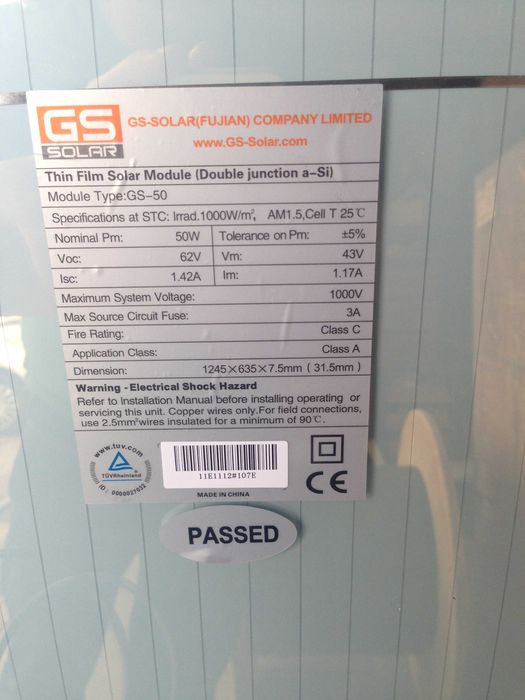 GS
SOLAR
GS-SOLAR(FUJIAN) COMPANY LIMITED
www.GS-Solar.com
Thin Film Solar Module (Double junction a-Si)
Module Type:GS-50
Specifications at STC: Irrad.1000W/m², AM1.5,Cell T 25℃
Nominal Pm: 50W Tolerance on Pm: ±5%
Voc: 62V Vm: 43V
Isc: 1.42A Im: 1.17A
Maximum System Voltage: 1000V
Max Source Circuit Fuse: 3A
Fire Rating: Class C
Application Class: Class A
Dimension: 1245×635×7.5mm (31.5mm)
Warning - Electrical Shock Hazard
Refer to Installation Manual before installing operating or
servicing this unit. Copper wires only.For field connections,
use 2.5mm²wires insulated for a minimum of 90℃.
www.tuv.com
TÜVRheinland
ID: 0000027032
11E1112#107E
CE
MADE IN CHINA
PASSED